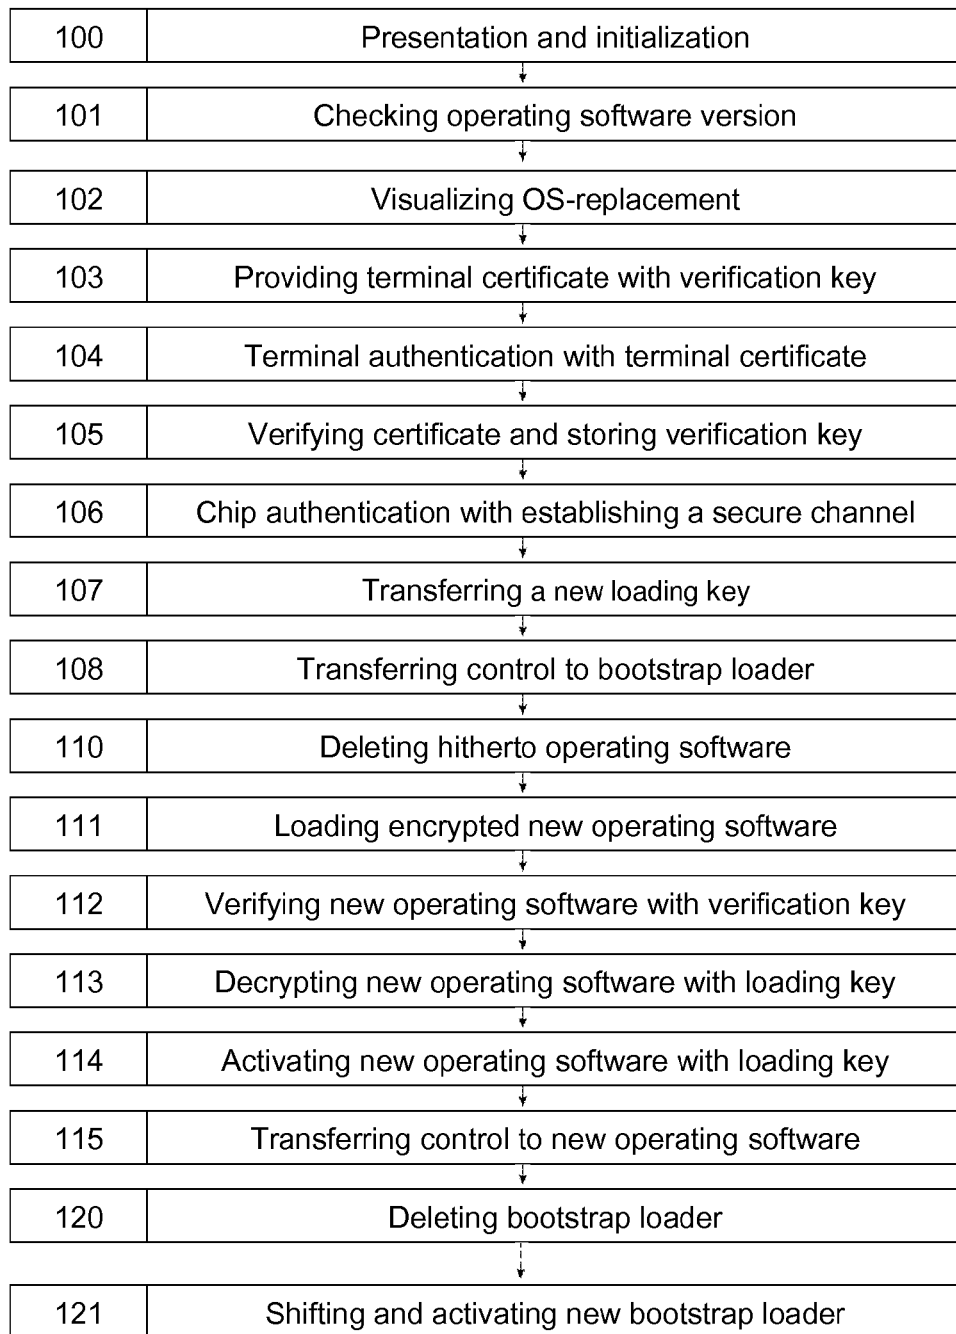 100 Presentation and initialization
101 Checking operating software version
102 Visualizing OS-replacement
103 Providing terminal certificate with verification key
104 Terminal authentication with terminal certificate
105 Verifying certificate and storing verification key
106 Chip authentication with establishing a secure channel
107 Transferring a new loading key
108 Transferring control to bootstrap loader
110 Deleting hitherto operating software
111 Loading encrypted new operating software
112 Verifying new operating software with verification key
113 Decrypting new operating software with loading key
114 Activating new operating software with loading key
115 Transferring control to new operating software
120 Deleting bootstrap loader
121 Shifting and activating new bootstrap loader